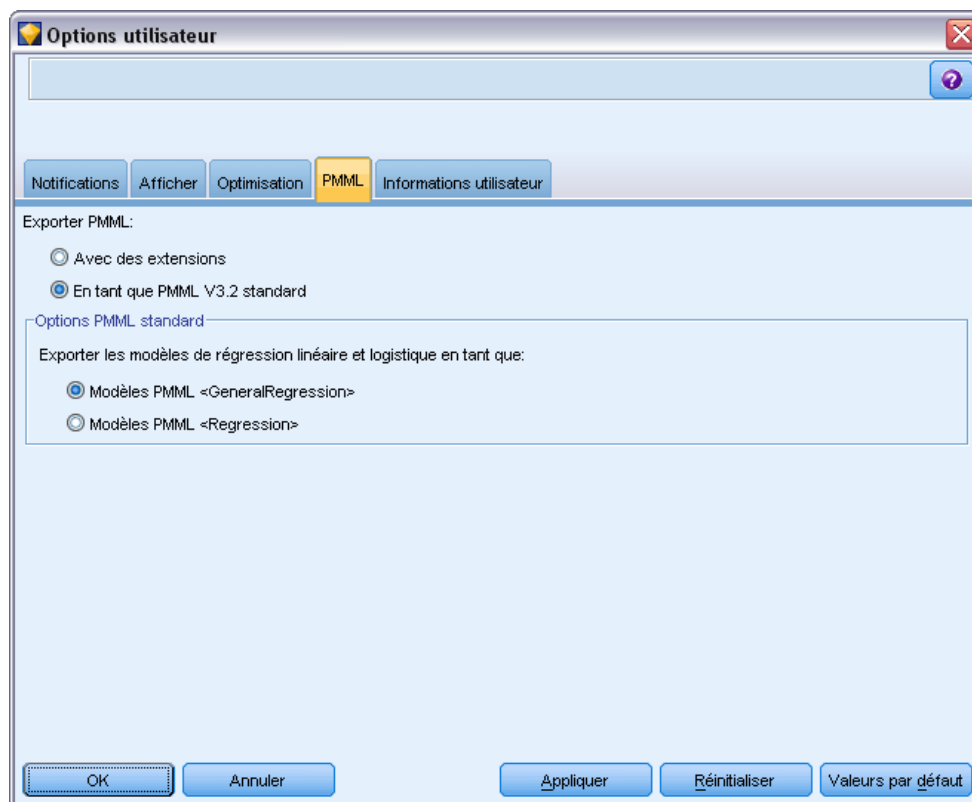 Options utilisateur
Notifications Afficher Optimisation PMML Informations utilisateur
Exporter PMML:
Avec des extensions
En tant que PMML V3.2 standard
Options PMML standard
Exporter les modèles de régression linéaire et logistique en tant que:
Modèles PMML <GeneralRegression>
Modèles PMML <Regression>
OK Annuler Appliquer Réinitialiser Valeurs par défaut